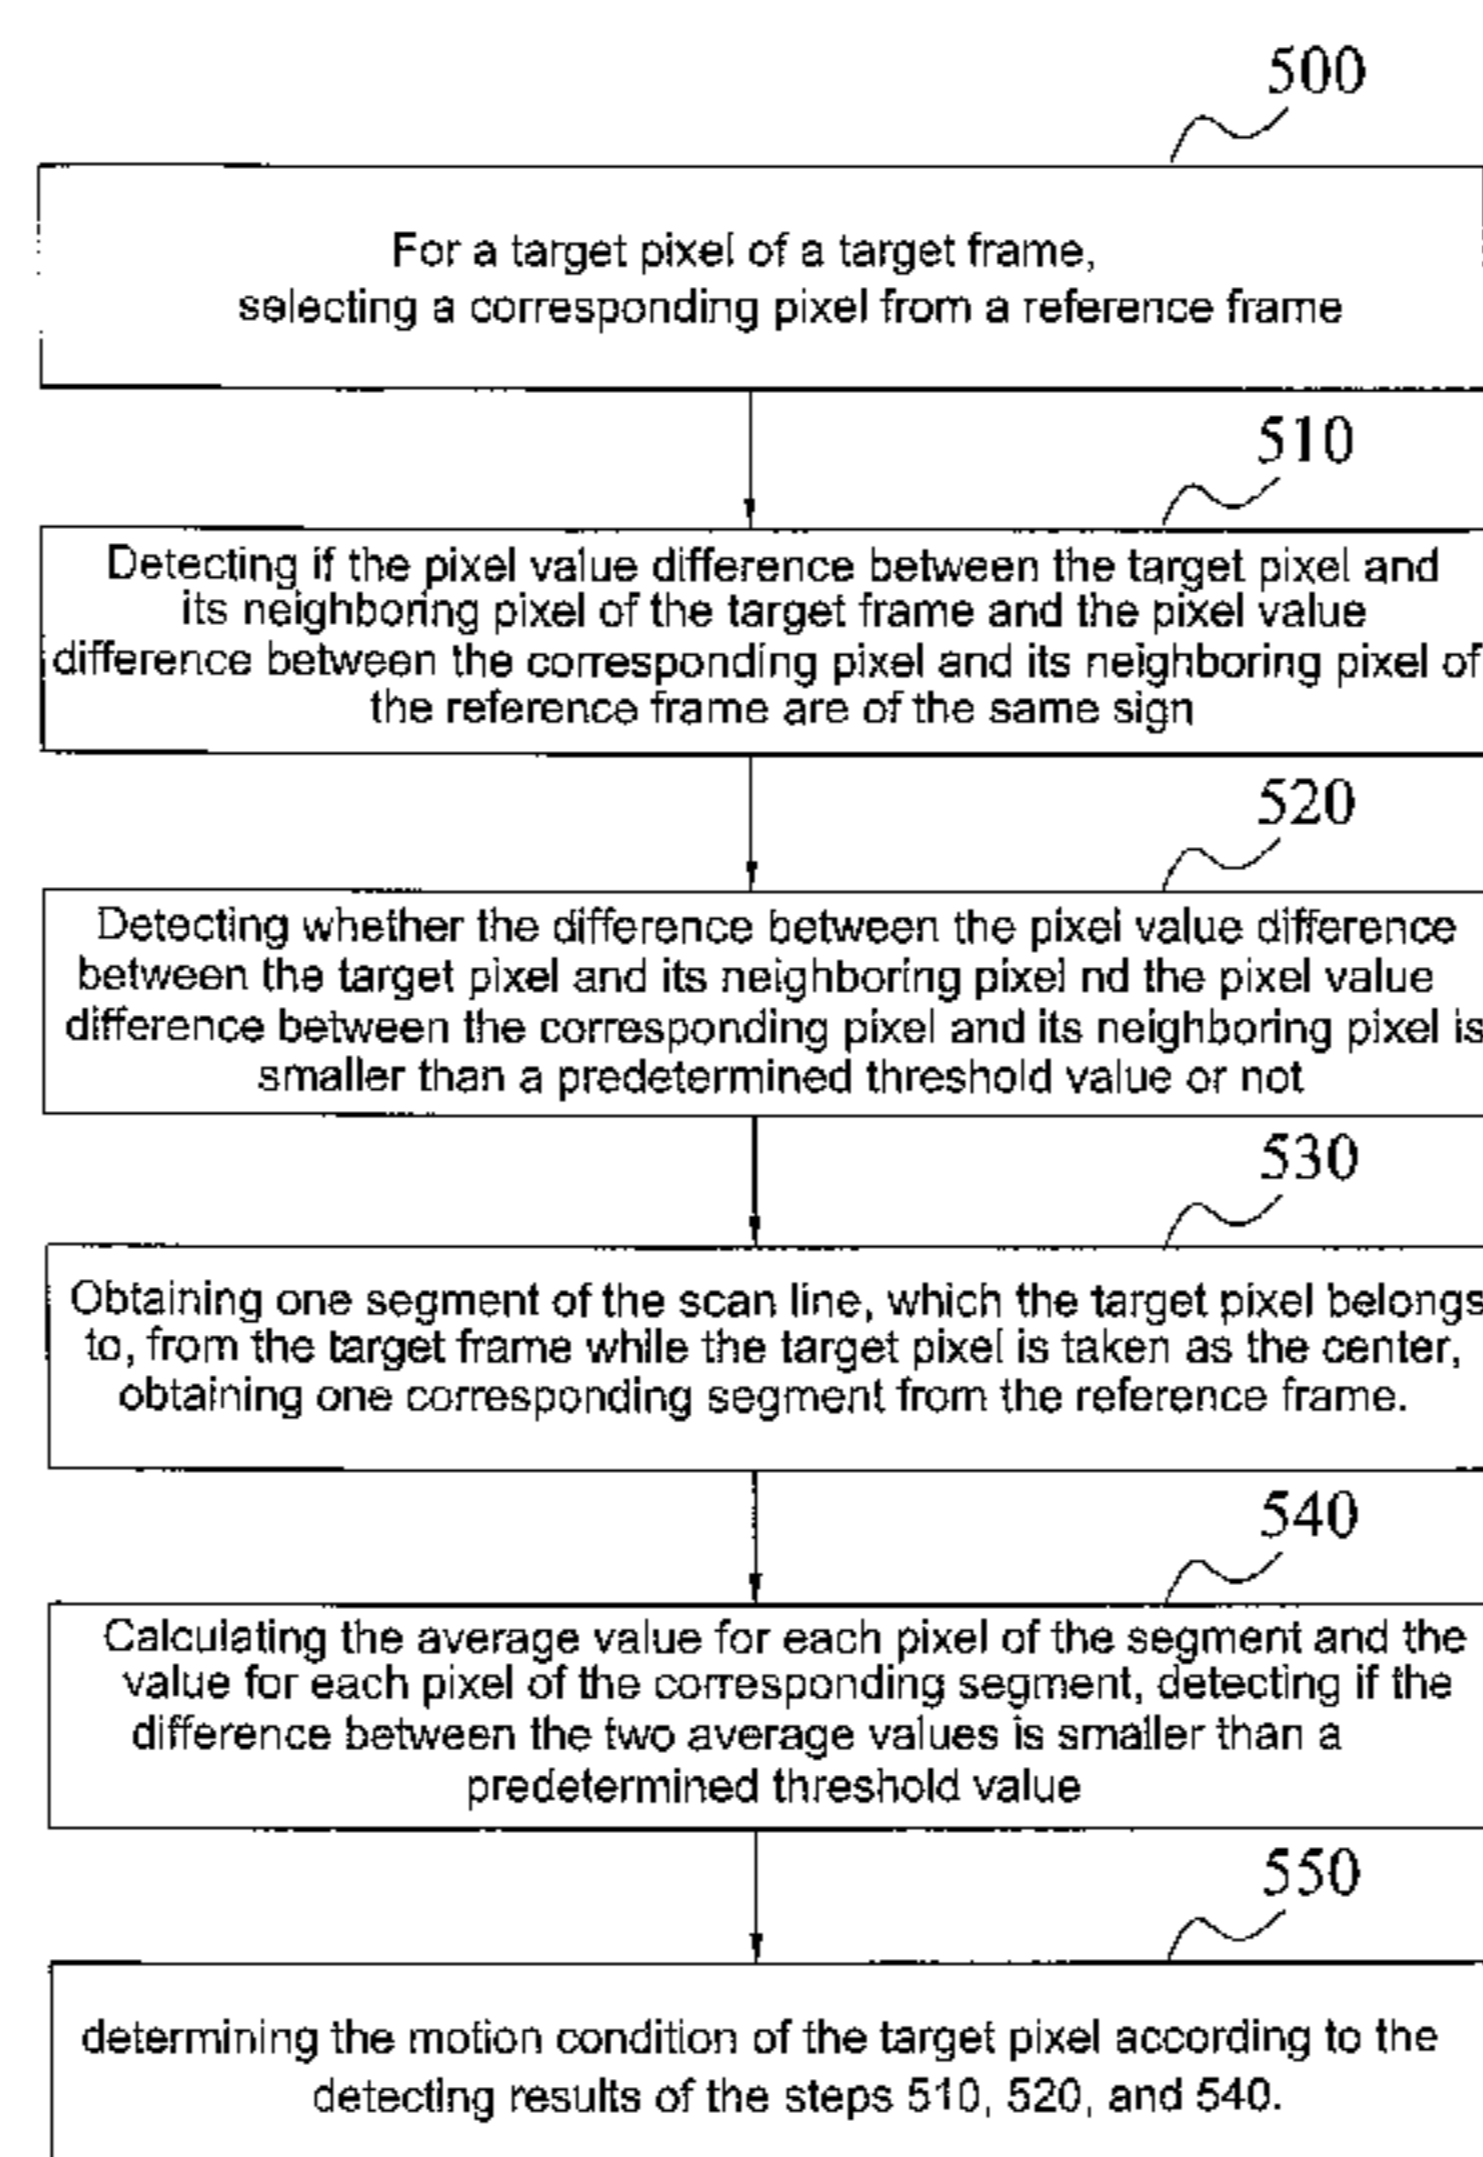 500
For a target pixel of a target frame,
selecting a corresponding pixel from a reference frame
510
Detecting if the pixel value difference between the target pixel and
its neighboring pixel of the target frame and the pixel value
difference between the corresponding pixel and its neighboring pixel of
the reference frame are of the same sign
520
Detecting whether the difference between the pixel value difference
between the target pixel and its neighboring pixel nd the pixel value
difference between the corresponding pixel and its neighboring pixel is
smaller than a predetermined threshold value or not
530
Obtaining one segment of the scan line, which the target pixel belongs
to, from the target frame while the target pixel is taken as the center,
obtaining one corresponding segment from the reference frame.
540
Calculating the average value for each pixel of the segment and the
value for each pixel of the corresponding segment, detecting if the
difference between the two average values is smaller than a
predetermined threshold value
550
determining the motion condition of the target pixel according to the
detecting results of the steps 510, 520, and 540.